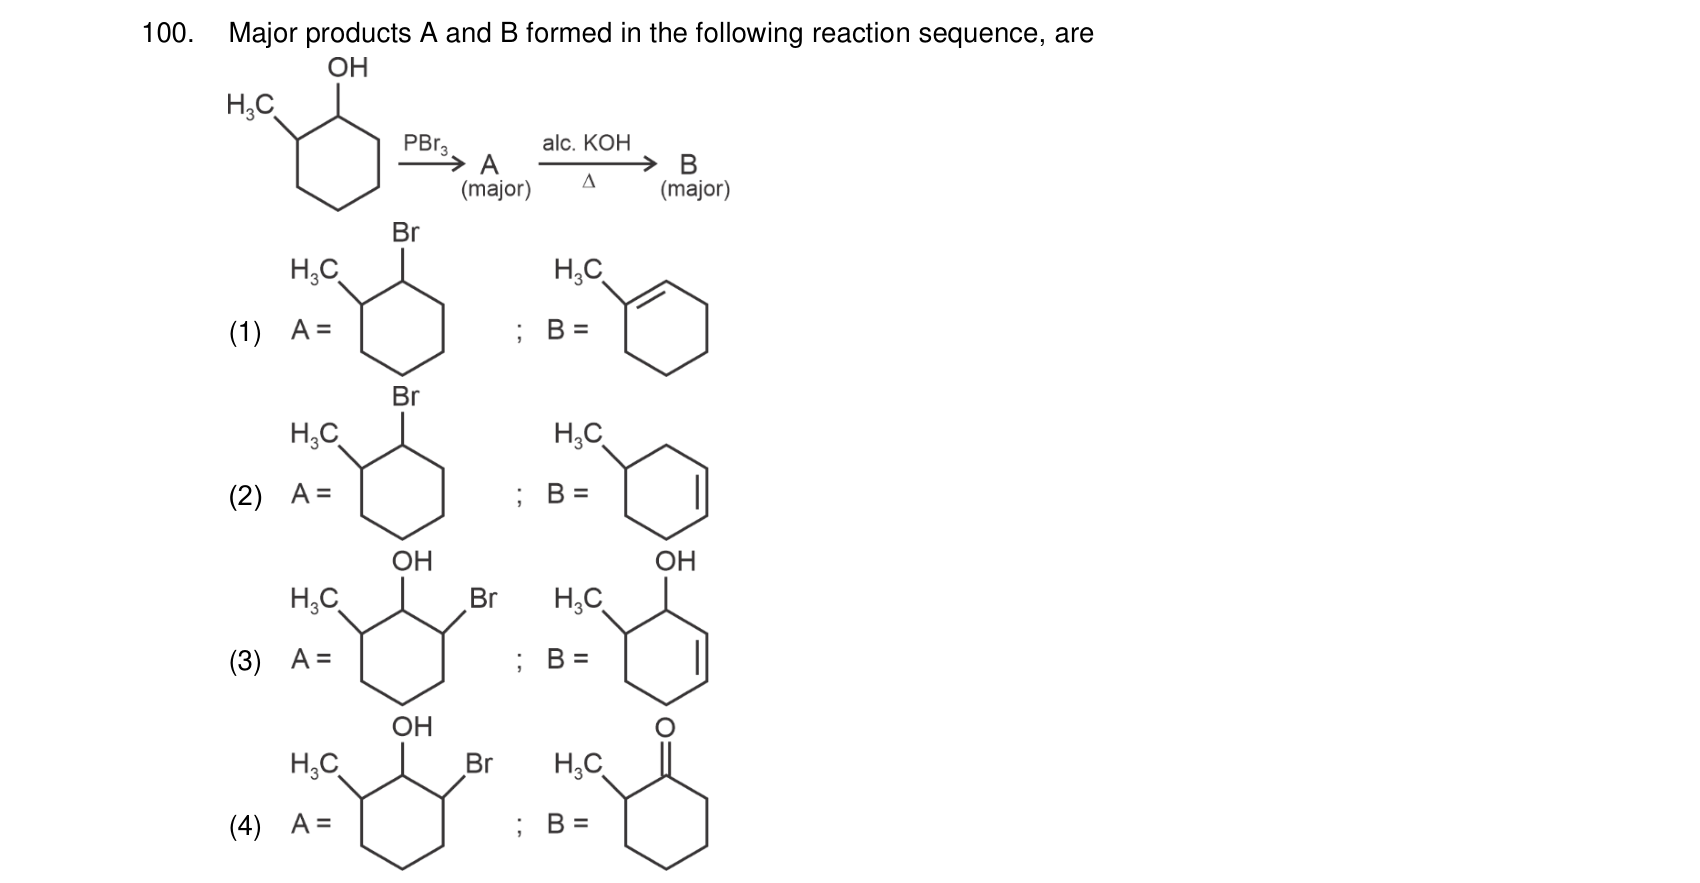 100. Major products A and B formed in the following reaction sequence, are
OH
H₃C
PBr₃ alc. KOH
A B
(major) Δ (major)
Br
H₃C H₃C
(1) A = ; B =
Br
H₃C H₃C
(2) A = ; B =
OH OH
H₃C Br H₃C
(3) A = ; B =
OH O
H₃C Br H₃C
(4) A = ; B =